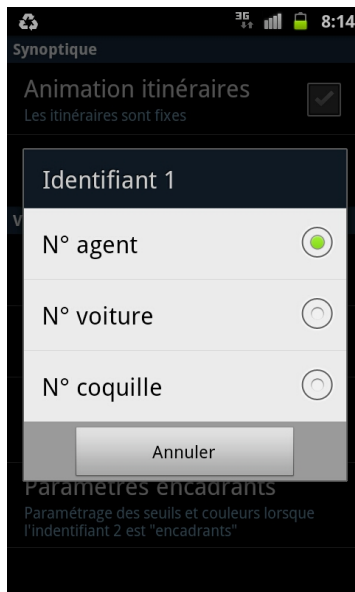 3G 8:14
Synoptique
Animation itinéraires
Les itinéraires sont fixes
Identifiant 1
V
N° agent
N° voiture
N° coquille
Annuler
Paramètres encadrants
Paramétrage des seuils et couleurs lorsque
l'indentifiant 2 est "encadrants"